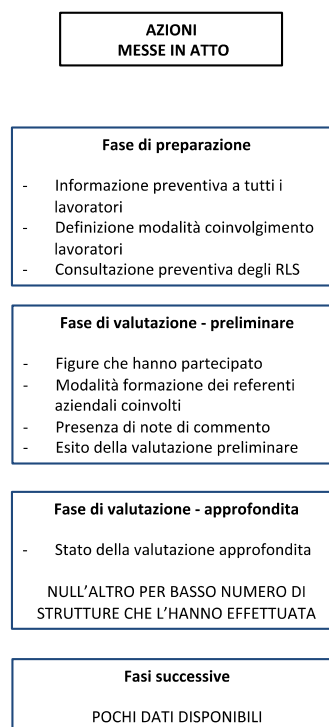 AZIONI
MESSE IN ATTO
Fase di preparazione
- Informazione preventiva a tutti i
lavoratori
- Definizione modalità coinvolgimento
lavoratori
- Consultazione preventiva degli RLS
Fase di valutazione - preliminare
- Figure che hanno partecipato
- Modalità formazione dei referenti
aziendali coinvolti
- Presenza di note di commento
- Esito della valutazione preliminare
Fase di valutazione - approfondita
- Stato della valutazione approfondita
NULL’ALTRO PER BASSO NUMERO DI
STRUTTURE CHE L’HANNO EFFETTUATA
Fasi successive
POCHI DATI DISPONIBILI